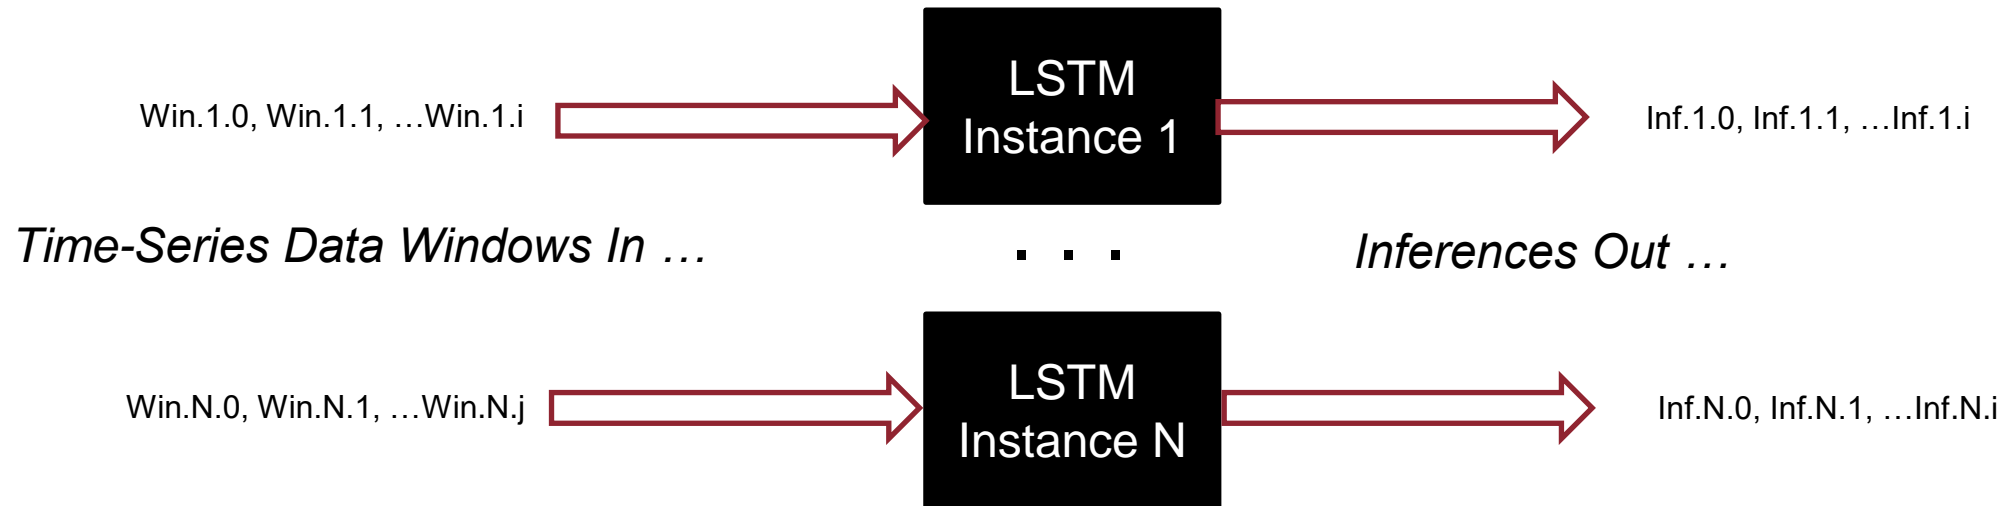 LSTM
Instance 1
Win.1.0, Win.1.1, …Win.1.i
Inf.1.0, Inf.1.1, …Inf.1.i
Time-Series Data Windows In …
. . .
Inferences Out …
LSTM
Instance N
Win.N.0, Win.N.1, …Win.N.j
Inf.N.0, Inf.N.1, …Inf.N.i